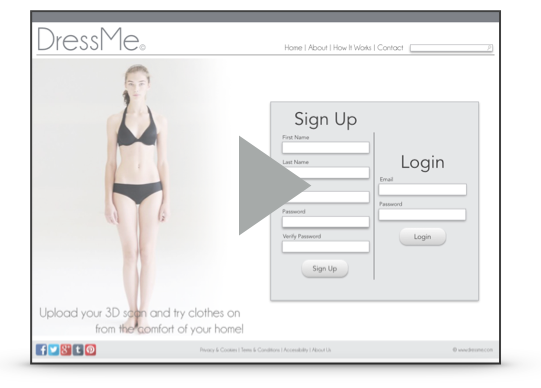 DressMe©
Home | About | How It Works | Contact
Sign Up
First Name
Last Name
Password
Verify Password
Sign Up
Login
Email
Password
Login
Upload your 3D scan and try clothes on
from the comfort of your home!
Privacy & Cookies | Terms & Conditions | Accessibility | About Us
© www.dressme.com